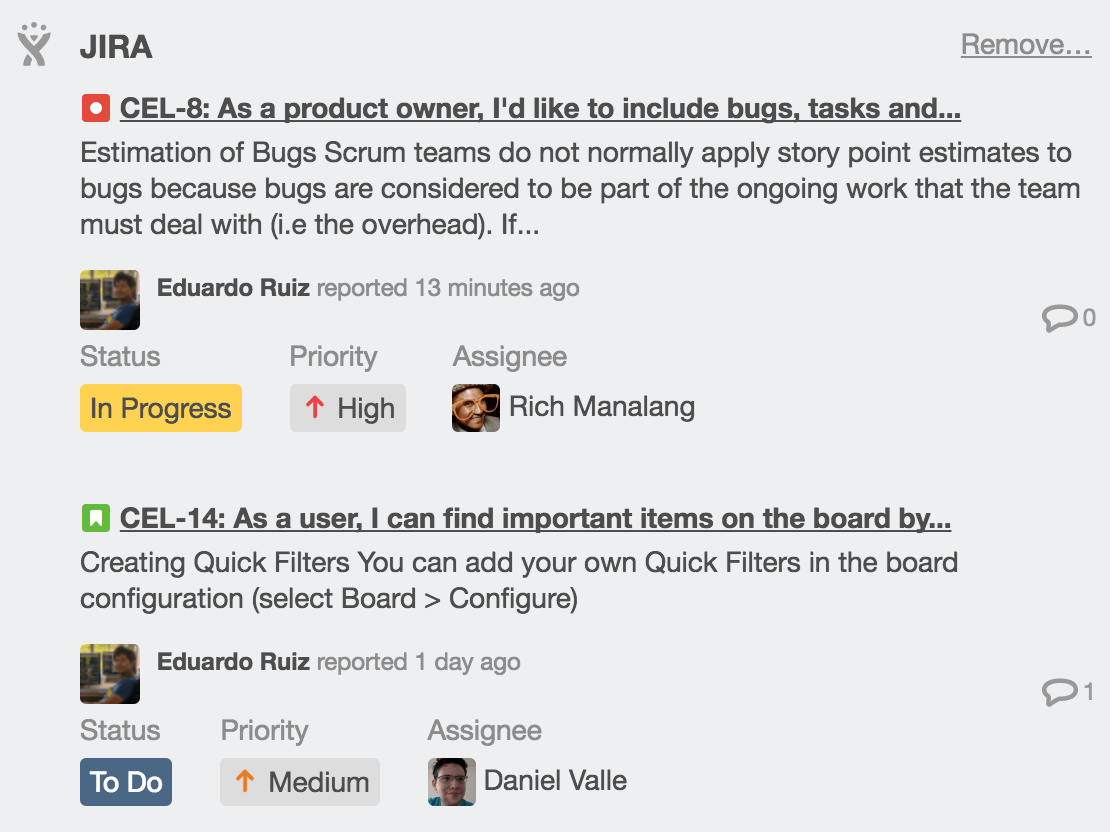 JIRA
Remove...
CEL-8: As a product owner, I'd like to include bugs, tasks and...
Estimation of Bugs Scrum teams do not normally apply story point estimates to
bugs because bugs are considered to be part of the ongoing work that the team
must deal with (i.e the overhead). If...
Eduardo Ruiz reported 13 minutes ago
0
Status Priority Assignee
In Progress High Rich Manalang
CEL-14: As a user, I can find important items on the board by...
Creating Quick Filters You can add your own Quick Filters in the board
configuration (select Board > Configure)
Eduardo Ruiz reported 1 day ago
1
Status Priority Assignee
To Do Medium Daniel Valle